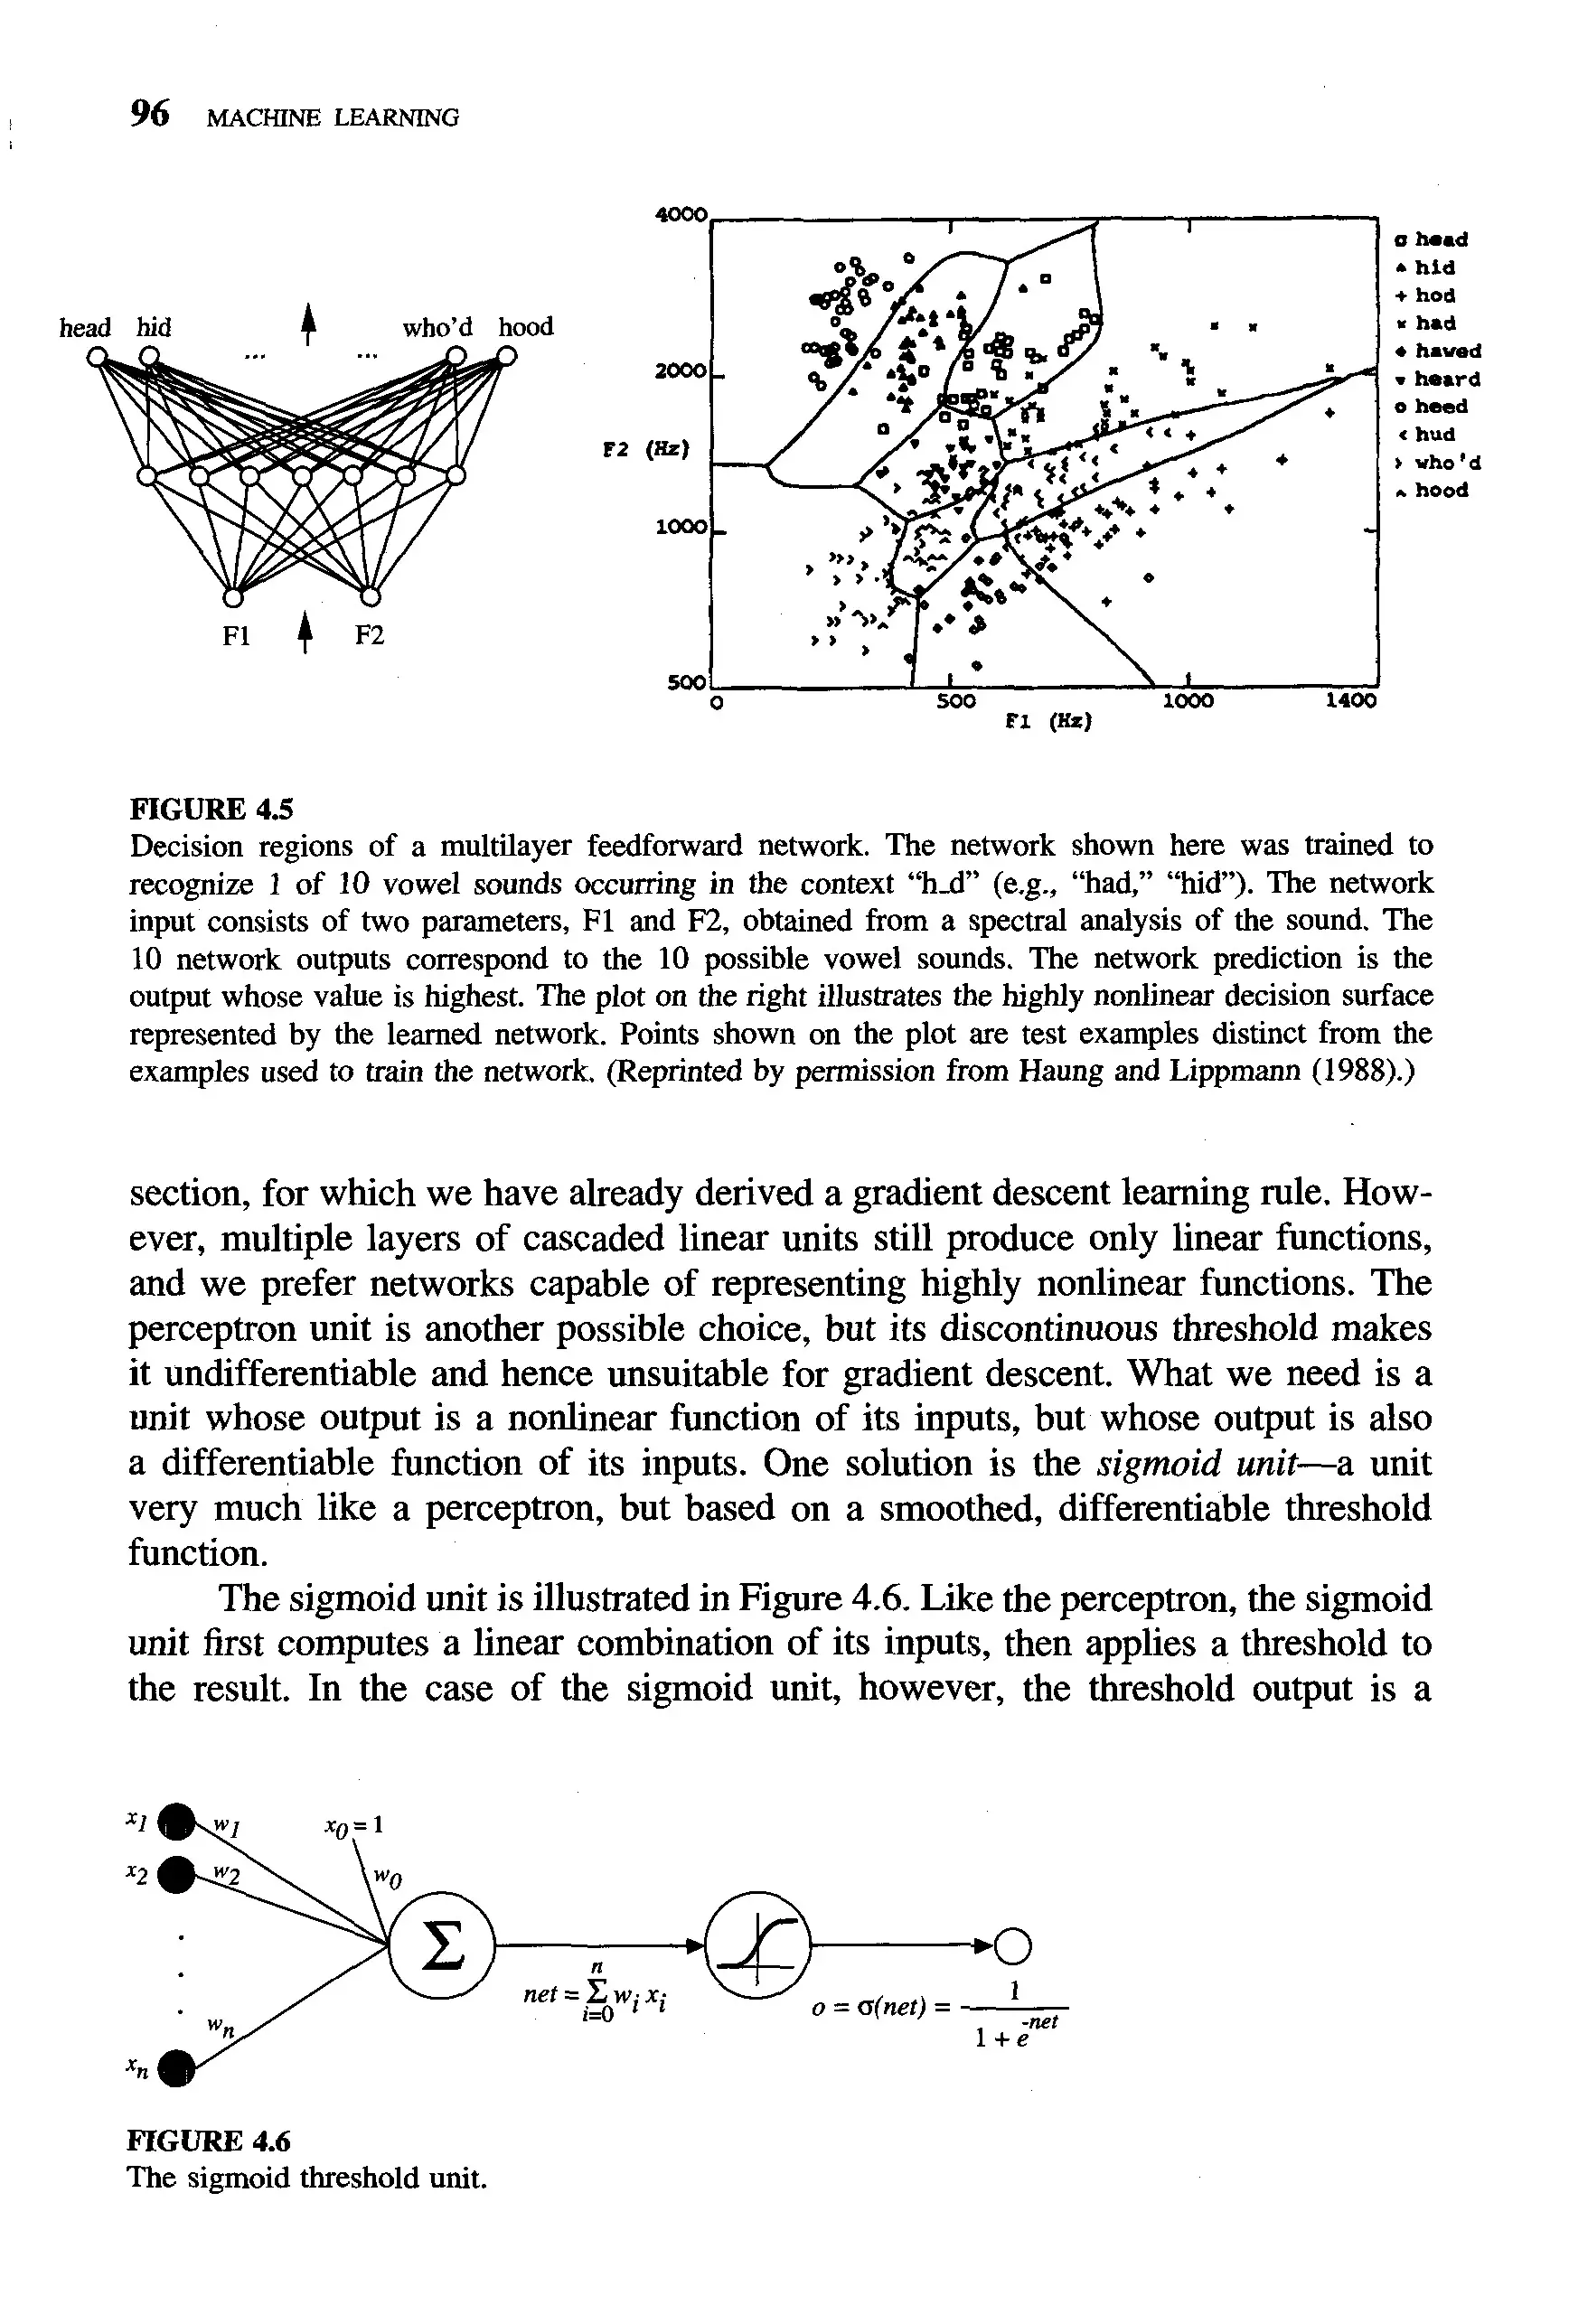 96 MACHINE LEARNING
head hid ... ... who'd hood
F1 F2
4000
2000
F2 (Hz)
1000
500
0 500 1000 1400
F1 (Hz)
head
hid
hod
had
hawed
heard
heed
hud
who'd
hood
FIGURE 4.5
Decision regions of a multilayer feedforward network. The network shown here was trained to
recognize 1 of 10 vowel sounds occurring in the context “h_d” (e.g., “had,” “hid”). The network
input consists of two parameters, F1 and F2, obtained from a spectral analysis of the sound. The
10 network outputs correspond to the 10 possible vowel sounds. The network prediction is the
output whose value is highest. The plot on the right illustrates the highly nonlinear decision surface
represented by the learned network. Points shown on the plot are test examples distinct from the
examples used to train the network. (Reprinted by permission from Haung and Lippmann (1988).)
section, for which we have already derived a gradient descent learning rule. How-
ever, multiple layers of cascaded linear units still produce only linear functions,
and we prefer networks capable of representing highly nonlinear functions. The
perceptron unit is another possible choice, but its discontinuous threshold makes
it undifferentiable and hence unsuitable for gradient descent. What we need is a
unit whose output is a nonlinear function of its inputs, but whose output is also
a differentiable function of its inputs. One solution is the sigmoid unit—a unit
very much like a perceptron, but based on a smoothed, differentiable threshold
function.
The sigmoid unit is illustrated in Figure 4.6. Like the perceptron, the sigmoid
unit first computes a linear combination of its inputs, then applies a threshold to
the result. In the case of the sigmoid unit, however, the threshold output is a
x1 w1 x0 = 1
x2 w2 w0
Σ
net = Σ_{i=0}^{n} wi xi
o = σ(net) = 1 / (1 + e^-net)
wn
xn
FIGURE 4.6
The sigmoid threshold unit.